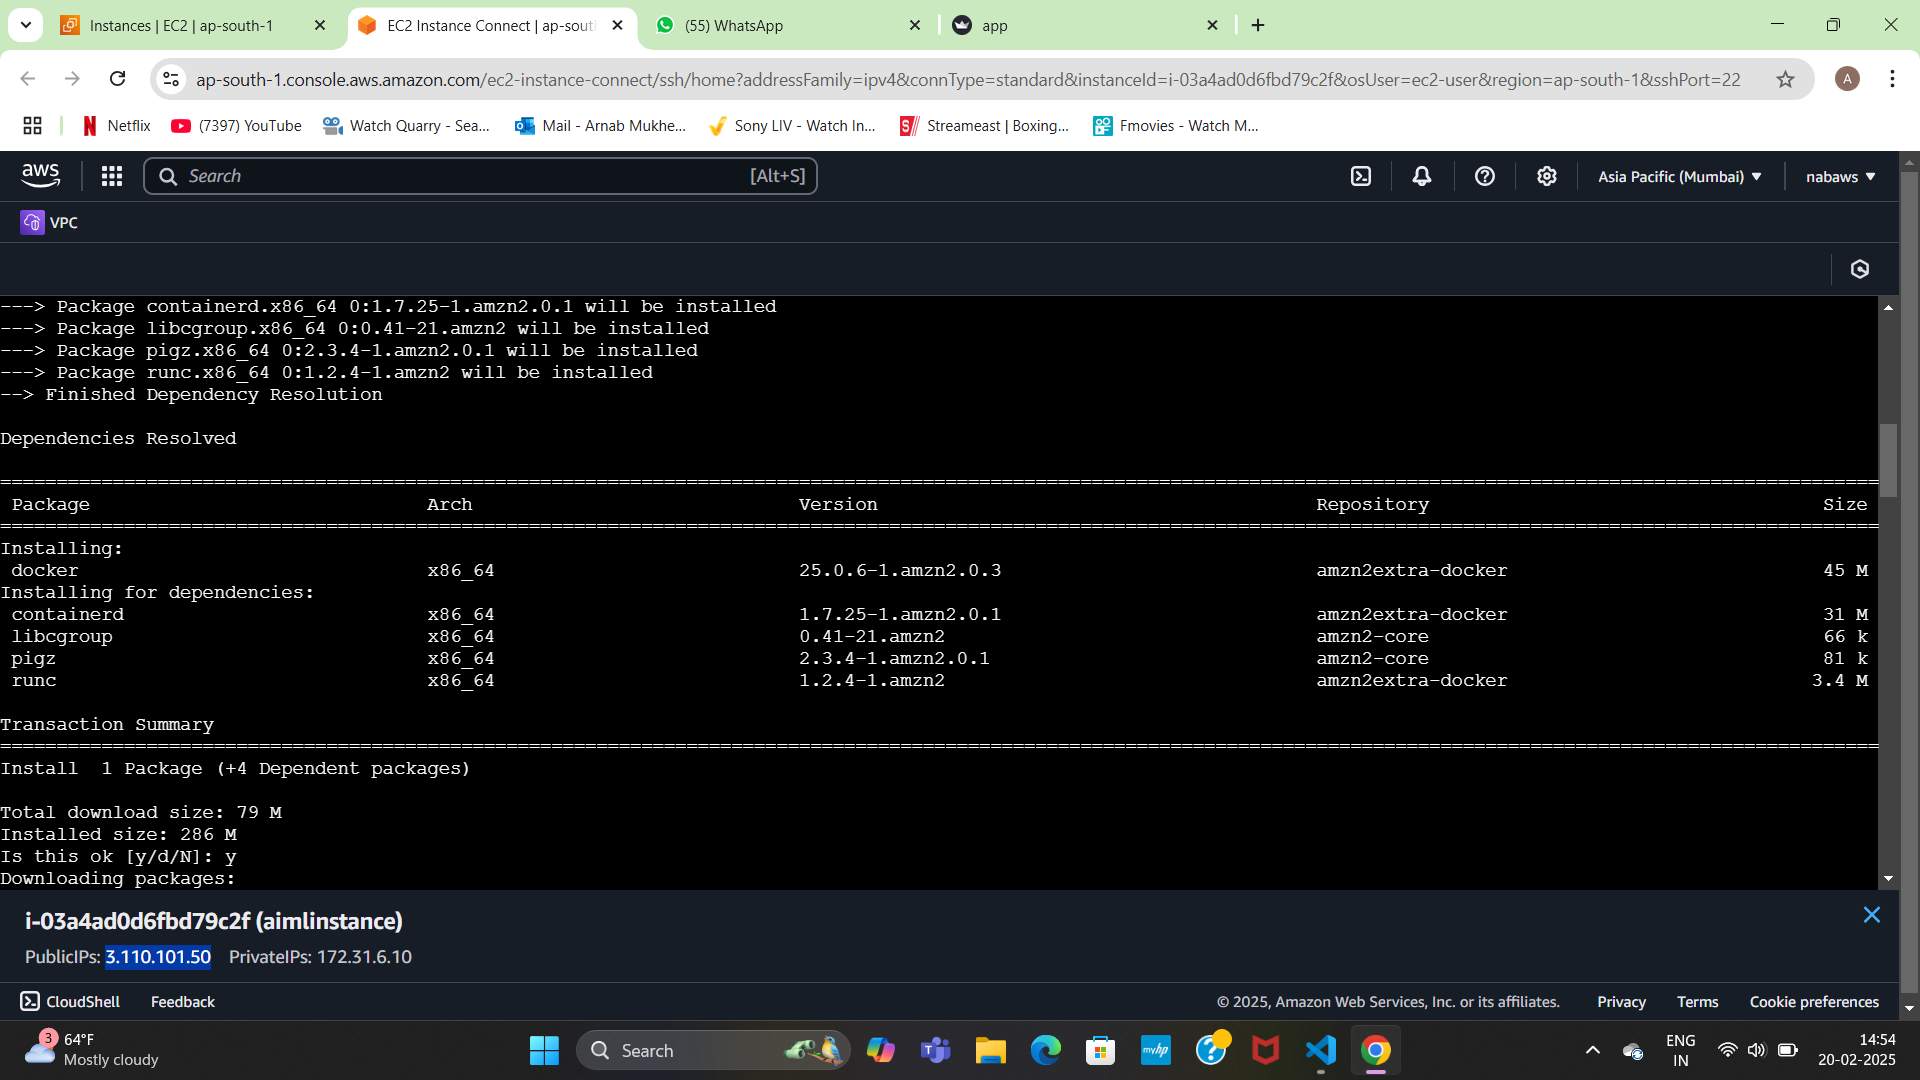 Instances | EC2 | ap-south-1
EC2 Instance Connect | ap-sout
(55) WhatsApp
app
ap-south-1.console.aws.amazon.com/ec2-instance-connect/ssh/home?addressFamily=ipv4&connType=standard&instanceId=i-03a4ad0d6fbd79c2f&osUser=ec2-user&region=ap-south-1&sshPort=22
A
Netflix
(7397) YouTube
Watch Quarry - Sea...
Mail - Arnab Mukhe...
Sony LIV - Watch In...
Streameast | Boxing...
Fmovies - Watch M...
aws
Search
[Alt+S]
Asia Pacific (Mumbai)
nabaws
VPC
---> Package containerd.x86_64 0:1.7.25-1.amzn2.0.1 will be installed
---> Package libcgroup.x86_64 0:0.41-21.amzn2 will be installed
---> Package pigz.x86_64 0:2.3.4-1.amzn2.0.1 will be installed
---> Package runc.x86_64 0:1.2.4-1.amzn2 will be installed
--> Finished Dependency Resolution
Dependencies Resolved
Package Arch Version Repository Size
Installing:
docker x86_64 25.0.6-1.amzn2.0.3 amzn2extra-docker 45 M
Installing for dependencies:
containerd x86_64 1.7.25-1.amzn2.0.1 amzn2extra-docker 31 M
libcgroup x86_64 0.41-21.amzn2 amzn2-core 66 k
pigz x86_64 2.3.4-1.amzn2.0.1 amzn2-core 81 k
runc x86_64 1.2.4-1.amzn2 amzn2extra-docker 3.4 M
Transaction Summary
Install 1 Package (+4 Dependent packages)
Total download size: 79 M
Installed size: 286 M
Is this ok [y/d/N]: y
Downloading packages:
i-03a4ad0d6fbd79c2f (aimlinstance)
PublicIPs: 3.110.101.50 PrivateIPs: 172.31.6.10
CloudShell
Feedback
© 2025, Amazon Web Services, Inc. or its affiliates.
Privacy
Terms
Cookie preferences
3
64°F
Mostly cloudy
Search
myhp
ENG
IN
14:54
20-02-2025